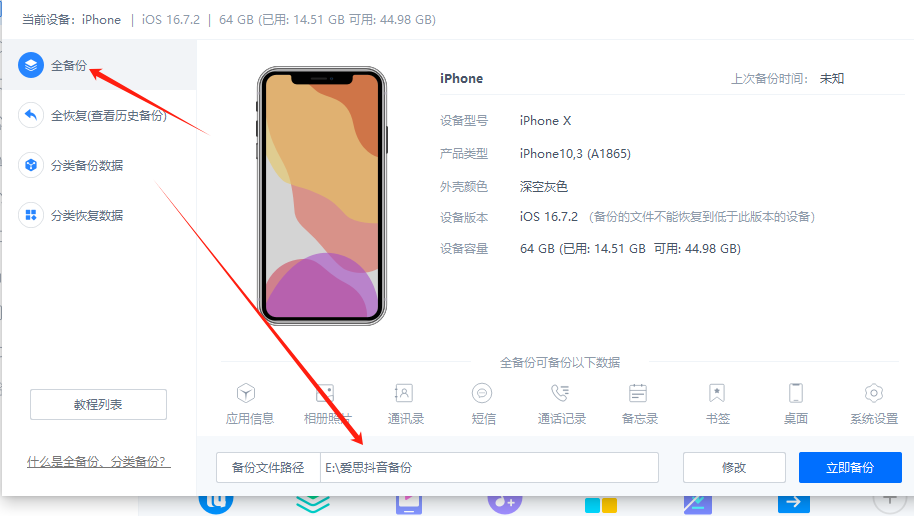 当前设备：iPhone | iOS 16.7.2 | 64 GB (已用: 14.51 GB 可用: 44.98 GB)
全备份
全恢复(查看历史备份)
分类备份数据
分类恢复数据
教程列表
什么是全备份、分类备份?
iPhone 上次备份时间： 未知
设备型号 iPhone X
产品类型 iPhone10,3 (A1865)
外壳颜色 深空灰色
设备版本 iOS 16.7.2 （备份的文件不能恢复到低于此版本的设备）
设备容量 64 GB (已用: 14.51 GB 可用: 44.98 GB)
全备份可备份以下数据
应用信息 相册照片 通讯录 短信 通话记录 备忘录 书签 桌面 系统设置
备份文件路径 E:\爱思抖音备份 修改 立即备份